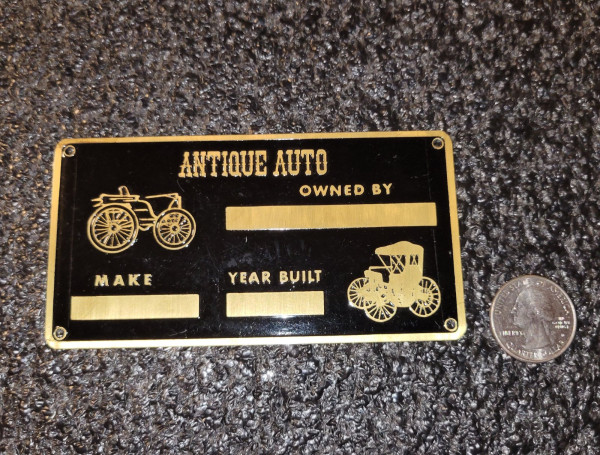 ANTIQUE AUTO
OWNED BY
MAKE
YEAR BUILT